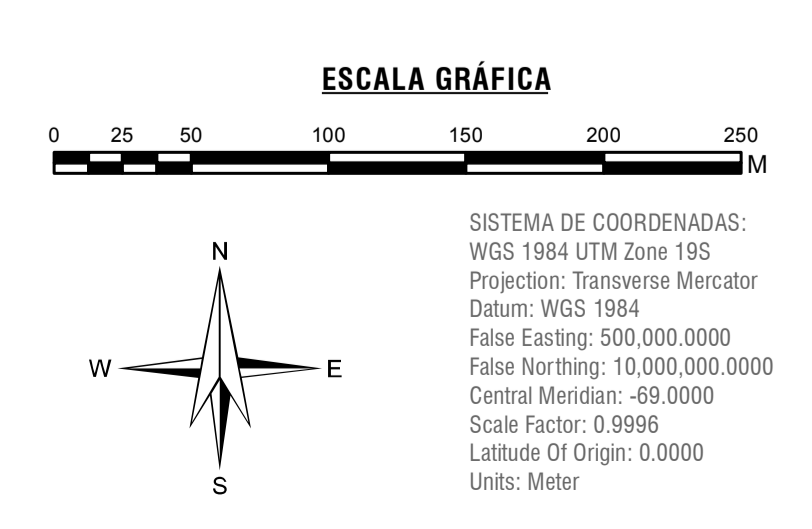 ESCALA GRÁFICA
0 25 50 100 150 200 250
M
SISTEMA DE COORDENADAS:
WGS 1984 UTM Zone 19S
Projection: Transverse Mercator
Datum: WGS 1984
False Easting: 500,000.0000
False Northing: 10,000,000.0000
Central Meridian: -69.0000
Scale Factor: 0.9996
Latitude Of Origin: 0.0000
Units: Meter
N
W E
S